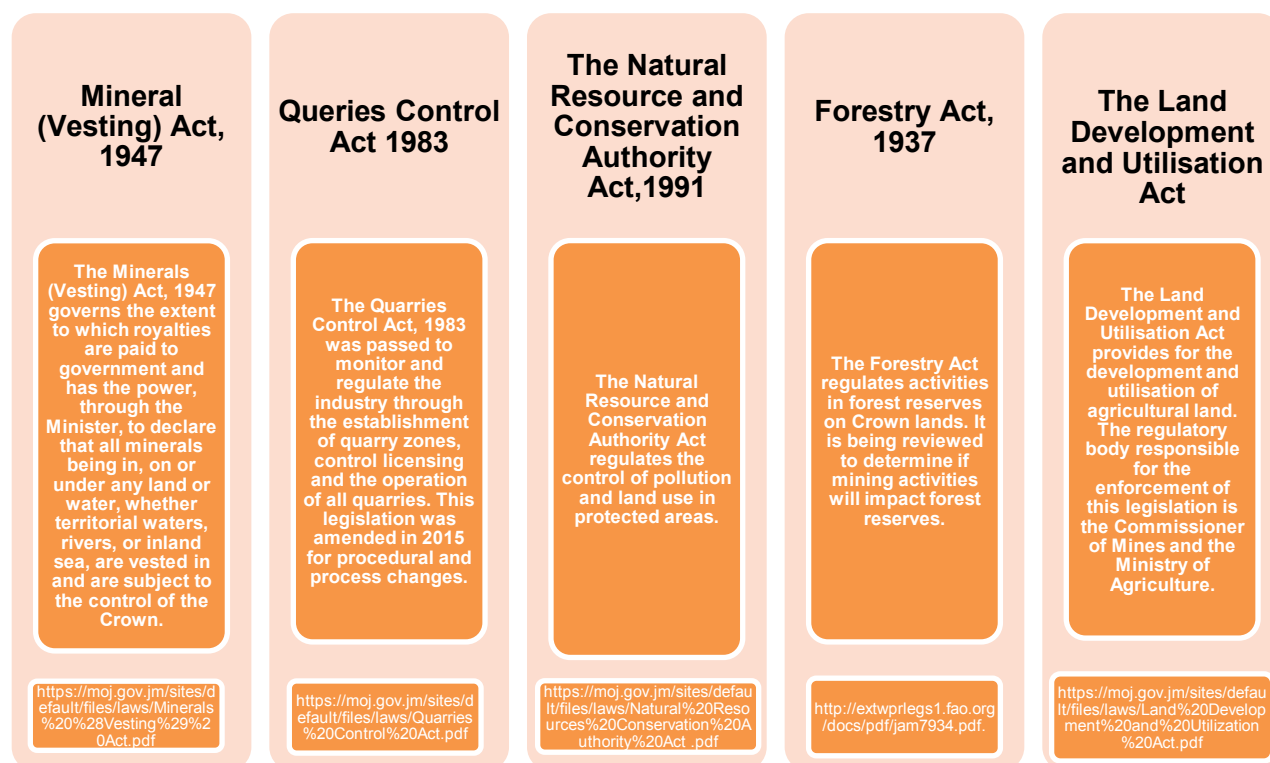 Mineral
(Vesting) Act,
1947
The Minerals
(Vesting) Act, 1947
governs the extent
to which royalties
are paid to
government and
has the power,
through the
Minister, to declare
that all minerals
being in, on or
under any land or
water, whether
territorial waters,
rivers, or inland
sea, are vested in
and are subject to
the control of the
Crown.
https://moj.gov.jm/sites/d
efault/files/laws/Minerals
%20%28Vesting%29%2
0Act.pdf
Queries Control
Act 1983
The Quarries
Control Act, 1983
was passed to
monitor and
regulate the
industry through
the establishment
of quarry zones,
control licensing
and the operation
of all quarries. This
legislation was
amended in 2015
for procedural and
process changes.
https://moj.gov.jm/sites/d
efault/files/laws/Quarries
%20Control%20Act.pdf
The Natural
Resource and
Conservation
Authority
Act,1991
The Natural
Resource and
Conservation
Authority Act
regulates the
control of pollution
and land use in
protected areas.
https://moj.gov.jm/sites/defau
lt/files/laws/Natural%20Reso
urces%20Conservation%20A
uthority%20Act .pdf
Forestry Act,
1937
The Forestry Act
regulates activities
in forest reserves
on Crown lands. It
is being reviewed
to determine if
mining activities
will impact forest
reserves.
http://extwprlegs1.fao.org
/docs/pdf/jam7934.pdf.
The Land
Development
and Utilisation
Act
The Land
Development and
Utilisation Act
provides for the
development and
utilisation of
agricultural land.
The regulatory
body responsible
for the
enforcement of
this legislation is
the Commissioner
of Mines and the
Ministry of
Agriculture.
https://moj.gov.jm/sites/defau
lt/files/laws/Land%20Develop
ment%20and%20Utilization
%20Act.pdf